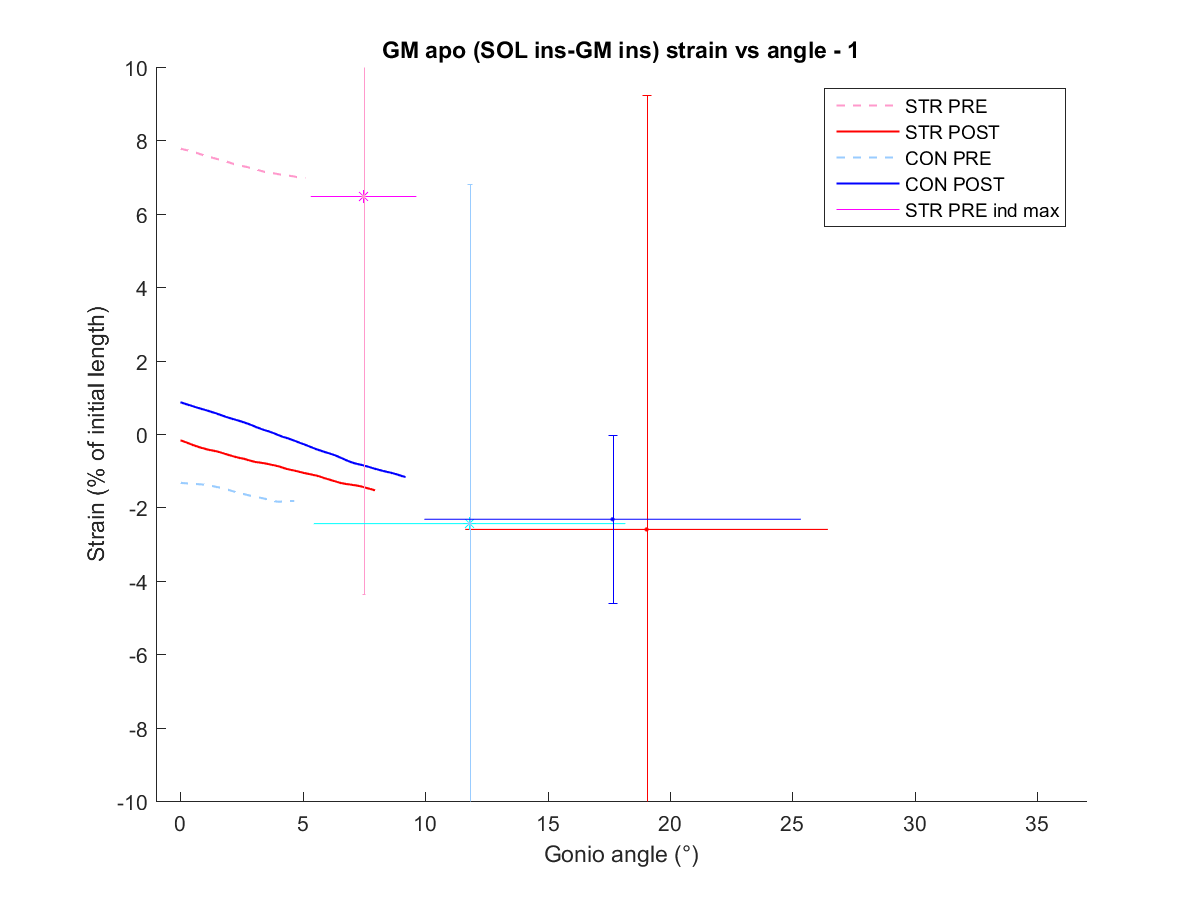 GM apo (SOL ins-GM ins) strain vs angle - 1
10
8
6
4
2
0
-2
-4
-6
-8
-10
Strain (% of initial length)
STR PRE
STR POST
CON PRE
CON POST
STR PRE ind max
0 5 10 15 20 25 30 35
Gonio angle (°)